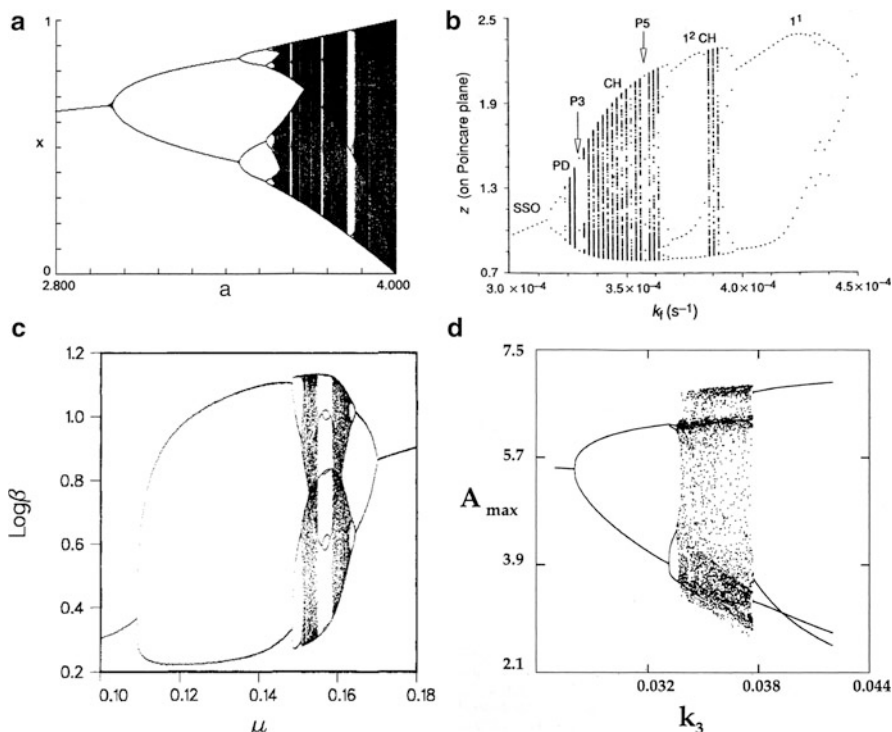 a
1
x
0
2.800
a
4.000
b
2.5
1.9
1.3
0.7
z (on Poincare plane)
SSO
PD
P3
CH
P5
1² CH
1¹
3.0 × 10⁻⁴
3.5 × 10⁻⁴
4.0 × 10⁻⁴
4.5 × 10⁻⁴
k_f (s⁻¹)
c
1.2
1.0
0.8
0.6
0.4
0.2
Logβ
0.10
0.12
0.14
0.16
0.18
μ
d
7.5
5.7
3.9
2.1
A max
0.032
0.038
0.044
k₃